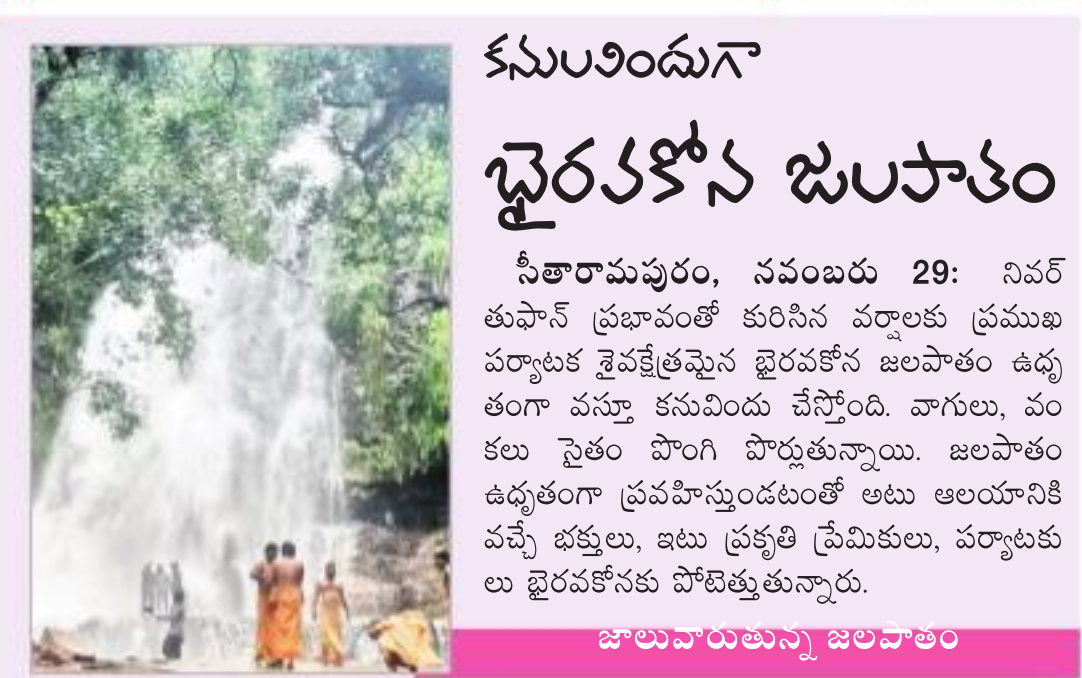 కనులవిందుగా
భైరవకోన జలపాతం
సీతారామపురం, నవంబరు 29: నివర్
తుఫాన్ ప్రభావంతో కురిసిన వర్షాలకు ప్రముఖ
పర్యాటక శైవక్షేత్రమైన భైరవకోన జలపాతం ఉధృ
తంగా వస్తూ కనువిందు చేస్తోంది. వాగులు, వం
కలు సైతం పొంగి పొర్లుతున్నాయి. జలపాతం
ఉధృతంగా ప్రవహిస్తుండటంతో అటు ఆలయానికి
వచ్చే భక్తులు, ఇటు ప్రకృతి ప్రేమికులు, పర్యాటకు
లు భైరవకోనకు పోటెత్తుతున్నారు.
జాలువారుతున్న జలపాతం